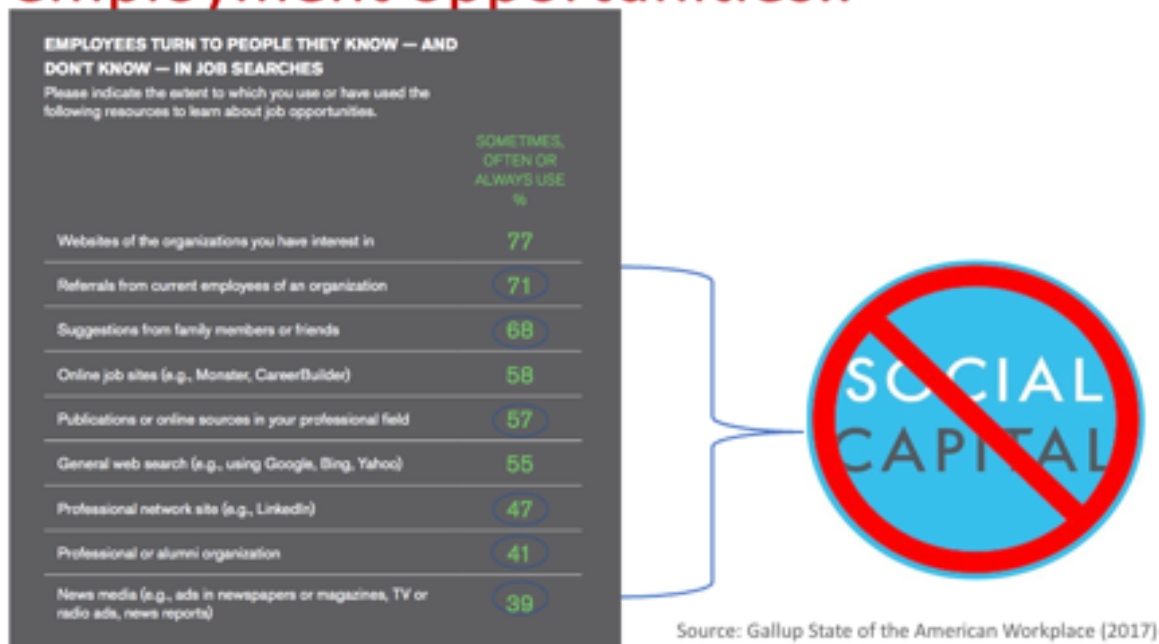 employment opportunities..
EMPLOYEES TURN TO PEOPLE THEY KNOW — AND
DON'T KNOW — IN JOB SEARCHES
Please indicate the extent to which you use or have used the
following resources to learn about job opportunities.
SOMETIMES,
OFTEN OR
ALWAYS USE
%
Websites of the organizations you have interest in 77
Referrals from current employees of an organization 71
Suggestions from family members or friends 68
Online job sites (e.g., Monster, CareerBuilder) 58
Publications or online sources in your professional field 57
General web search (e.g., using Google, Bing, Yahoo) 55
Professional network site (e.g., LinkedIn) 47
Professional or alumni organization 41
News media (e.g., ads in newspapers or magazines, TV or
radio ads, news reports) 39
SOCIAL
CAPITAL
Source: Gallup State of the American Workplace (2017)